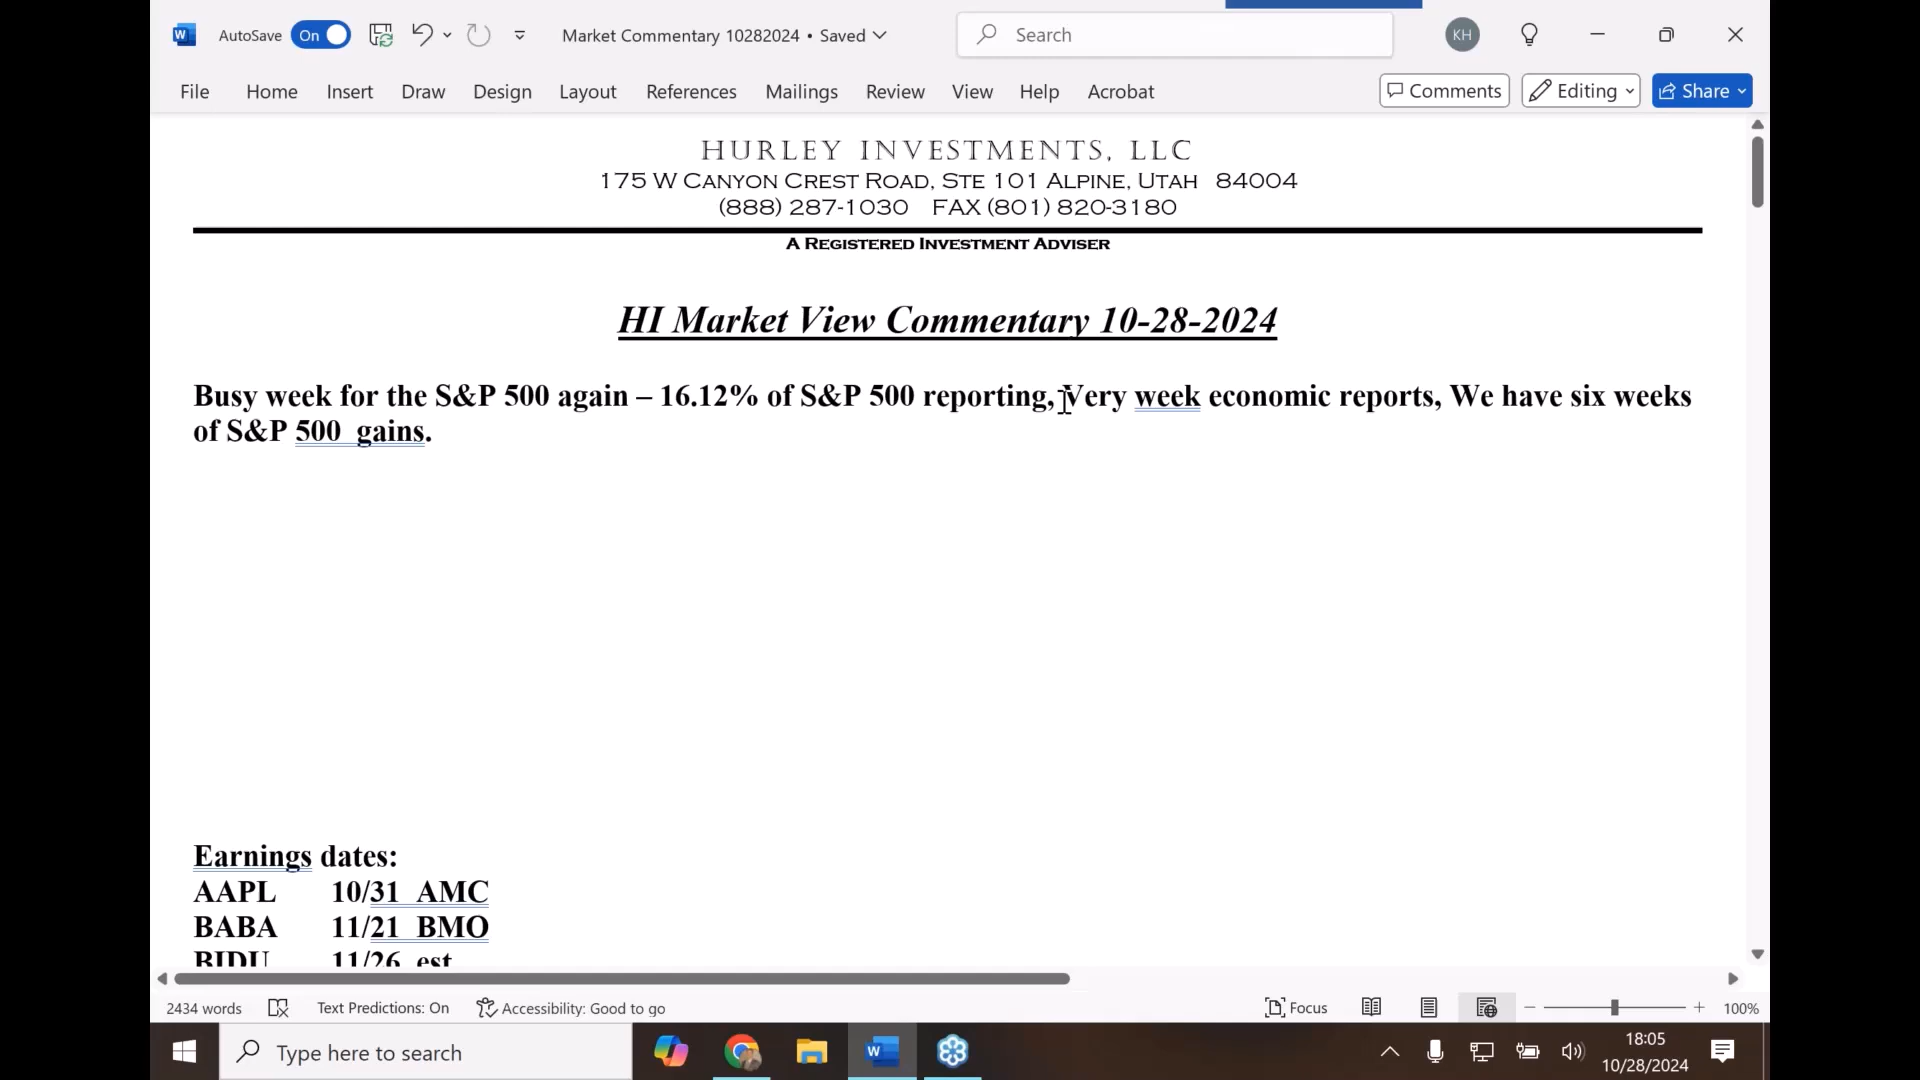 AutoSave On Market Commentary 10282024 • Saved Search KH
File Home Insert Draw Design Layout References Mailings Review View Help Acrobat Comments Editing Share
HURLEY INVESTMENTS, LLC
175 W CANYON CREST ROAD, STE 101 ALPINE, UTAH 84004
(888) 287-1030 FAX (801) 820-3180
A REGISTERED INVESTMENT ADVISER
HI Market View Commentary 10-28-2024
Busy week for the S&P 500 again – 16.12% of S&P 500 reporting, Very week economic reports, We have six weeks
of S&P 500 gains.
Earnings dates:
AAPL 10/31 AMC
BABA 11/21 BMO
BIDU 11/26 est
2434 words Text Predictions: On Accessibility: Good to go Focus 100%
Type here to search
18:05
10/28/2024